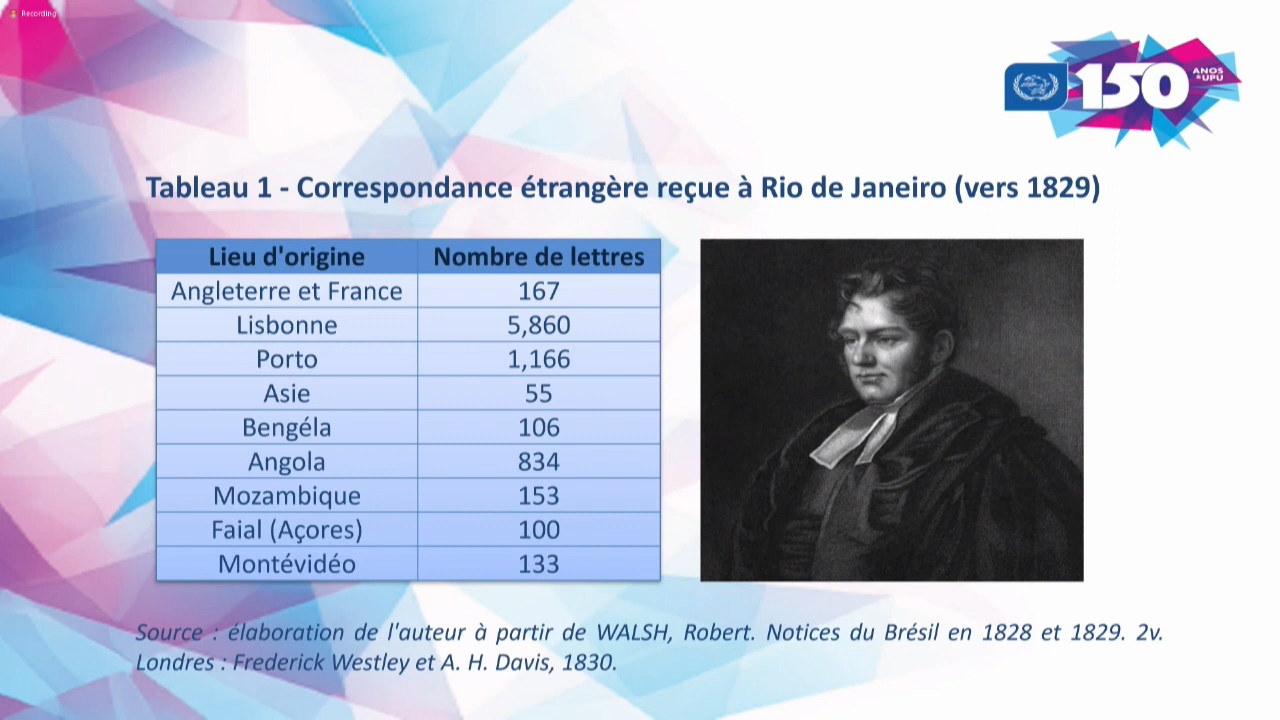 Recording
150 ANOS
da UPU
Tableau 1 - Correspondance étrangère reçue à Rio de Janeiro (vers 1829)
Lieu d'origine Nombre de lettres
Angleterre et France 167
Lisbonne 5,860
Porto 1,166
Asie 55
Bengéla 106
Angola 834
Mozambique 153
Faial (Açores) 100
Montévidéo 133
Source : élaboration de l'auteur à partir de WALSH, Robert. Notices du Brésil en 1828 et 1829. 2v.
Londres : Frederick Westley et A. H. Davis, 1830.